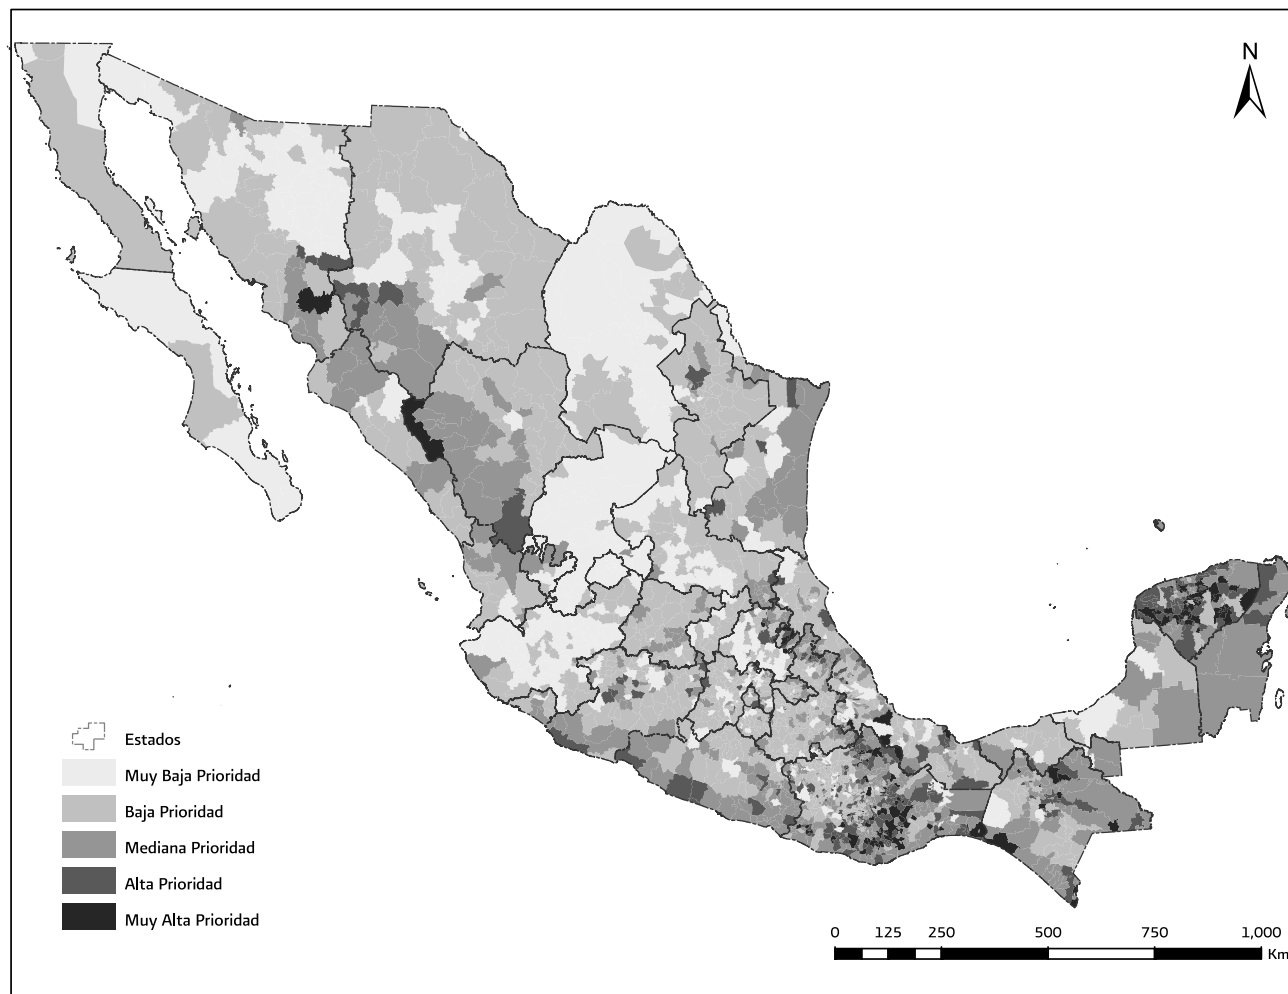 N
Estados
Muy Baja Prioridad
Baja Prioridad
Mediana Prioridad
Alta Prioridad
Muy Alta Prioridad
0 125 250 500 750 1,000
Km